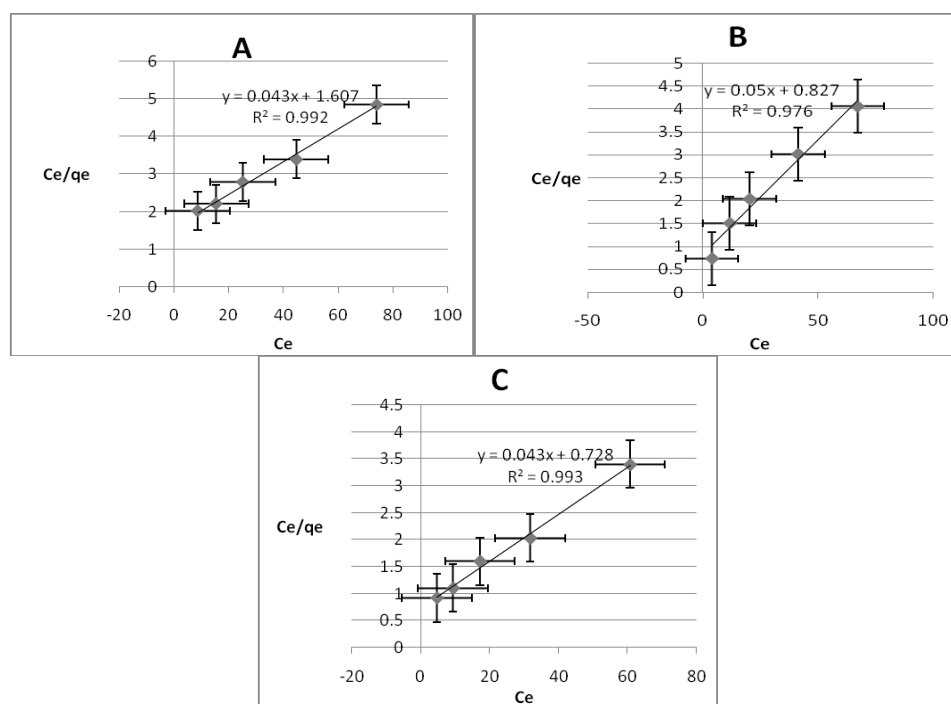 A
6
5
4
3
2
1
0
y = 0.043x + 1.607
R² = 0.992
Ce/qe
-20 0 20 40 60 80 100
Ce
B
5
4.5
4
3.5
3
2.5
2
1.5
1
0.5
0
y = 0.05x + 0.827
R² = 0.976
Ce/qe
-50 0 50 100
Ce
C
4.5
4
3.5
3
2.5
2
1.5
1
0.5
0
y = 0.043x + 0.728
R² = 0.993
Ce/qe
-20 0 20 40 60 80
Ce